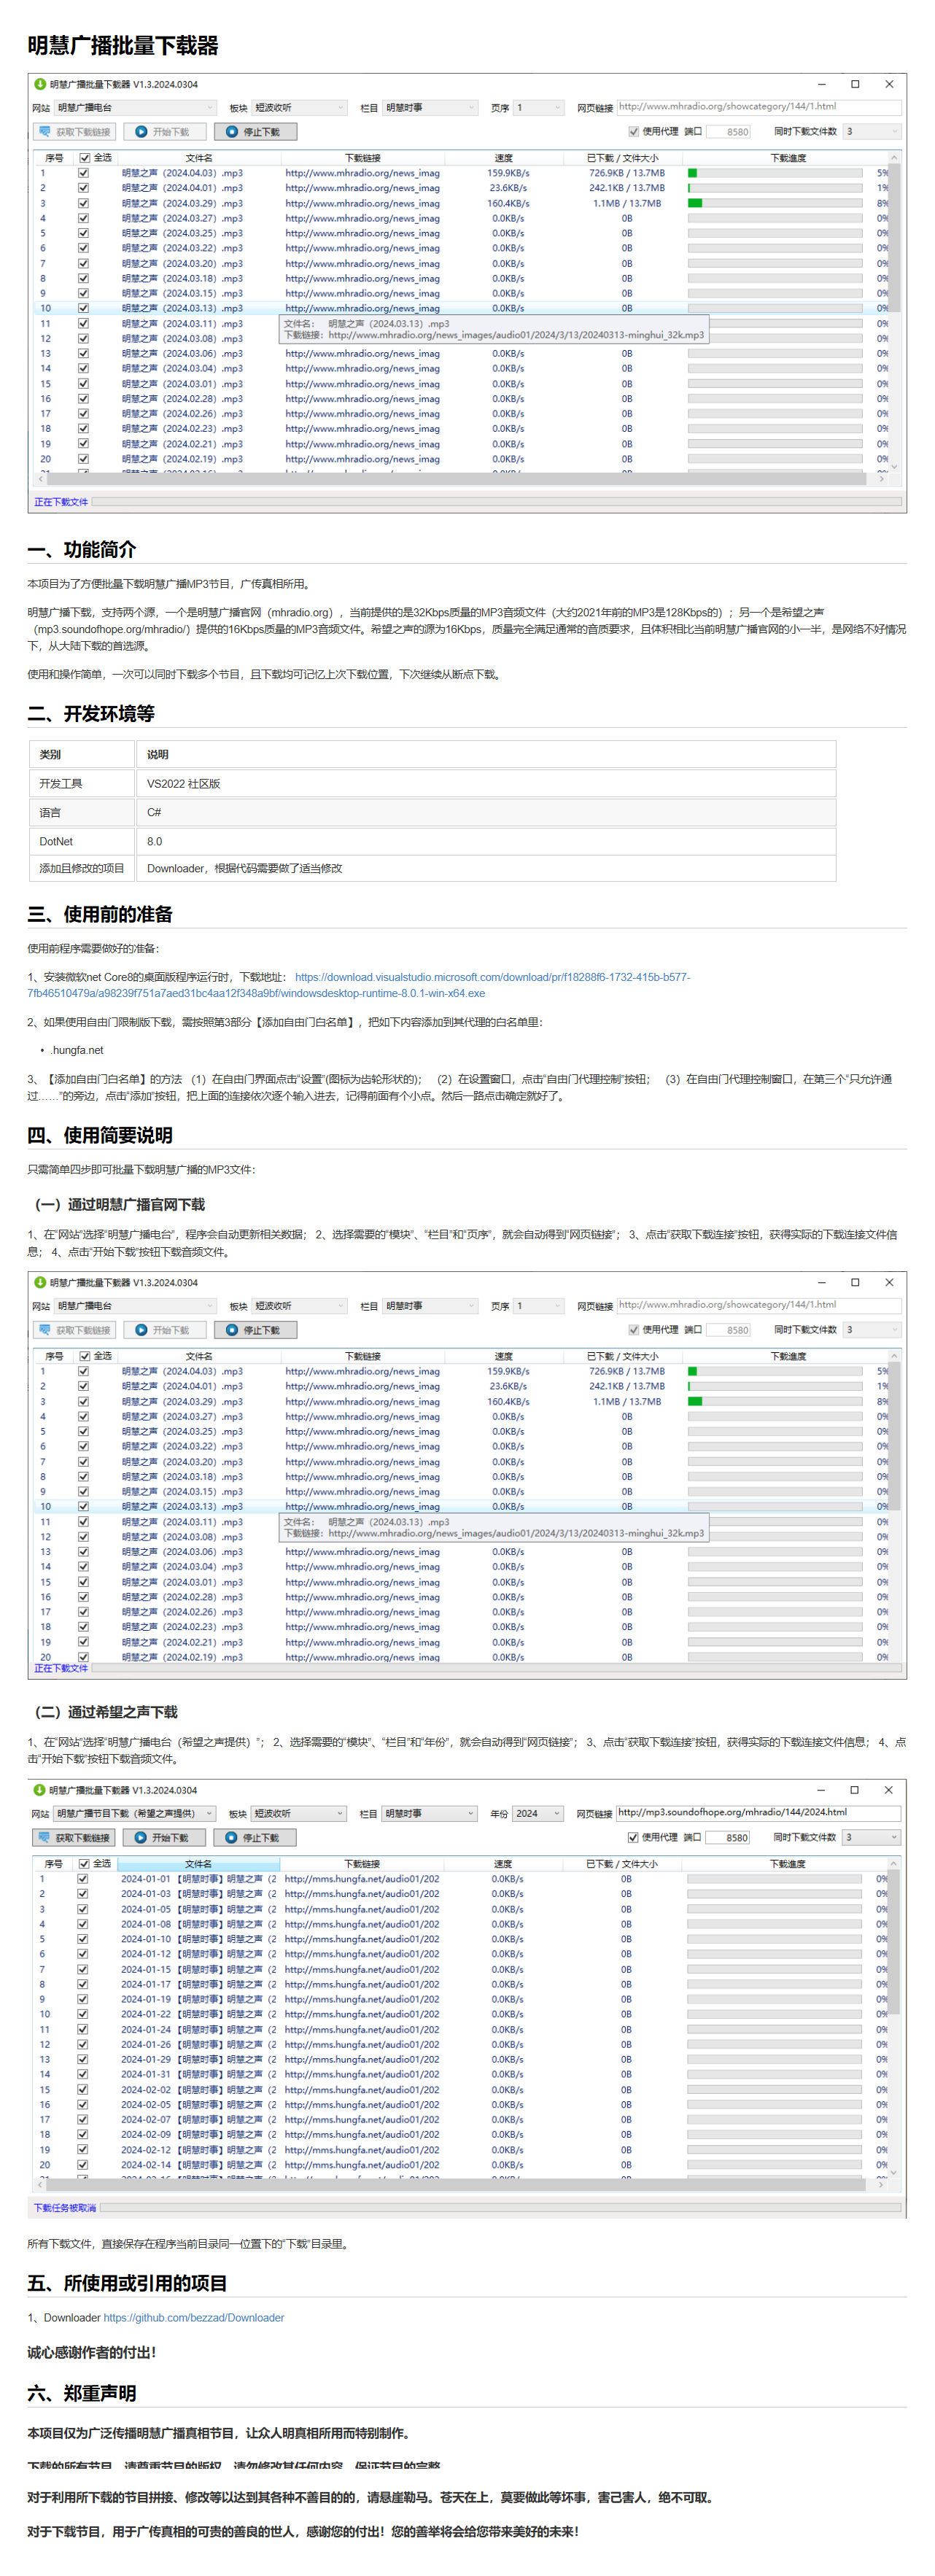 明慧广播批量下载器
明慧广播批量下载器 V1.3.2024.0304
网站 明慧广播电台 板块 短波收听 栏目 明慧时事 页序 1 网页链接 http://www.mhradio.org/showcategory/144/1.html
获取下载链接 开始下载 停止下载 使用代理 端口 8580 同时下载文件数 3
序号 全选 文件名 下载链接 速度 已下载 / 文件大小 下载進度
1 明慧之声（2024.04.03）.mp3 http://www.mhradio.org/news_imag 159.9KB/s 726.9KB / 13.7MB 5%
2 明慧之声（2024.04.01）.mp3 http://www.mhradio.org/news_imag 23.6KB/s 242.1KB / 13.7MB 1%
3 明慧之声（2024.03.29）.mp3 http://www.mhradio.org/news_imag 160.4KB/s 1.1MB / 13.7MB 8%
4 明慧之声（2024.03.27）.mp3 http://www.mhradio.org/news_imag 0.0KB/s 0B 0%
5 明慧之声（2024.03.25）.mp3 http://www.mhradio.org/news_imag 0.0KB/s 0B 0%
6 明慧之声（2024.03.22）.mp3 http://www.mhradio.org/news_imag 0.0KB/s 0B 0%
7 明慧之声（2024.03.20）.mp3 http://www.mhradio.org/news_imag 0.0KB/s 0B 0%
8 明慧之声（2024.03.18）.mp3 http://www.mhradio.org/news_imag 0.0KB/s 0B 0%
9 明慧之声（2024.03.15）.mp3 http://www.mhradio.org/news_imag 0.0KB/s 0B 0%
10 明慧之声（2024.03.13）.mp3 http://www.mhradio.org/news_imag 0.0KB/s 0B 0%
11 明慧之声（2024.03.11）.mp3 0%
文件名： 明慧之声（2024.03.13）.mp3
下载链接：http://www.mhradio.org/news_images/audio01/2024/3/13/20240313-minghui_32k.mp3
12 明慧之声（2024.03.08）.mp3 0%
13 明慧之声（2024.03.06）.mp3 http://www.mhradio.org/news_imag 0.0KB/s 0B 0%
14 明慧之声（2024.03.04）.mp3 http://www.mhradio.org/news_imag 0.0KB/s 0B 0%
15 明慧之声（2024.03.01）.mp3 http://www.mhradio.org/news_imag 0.0KB/s 0B 0%
16 明慧之声（2024.02.28）.mp3 http://www.mhradio.org/news_imag 0.0KB/s 0B 0%
17 明慧之声（2024.02.26）.mp3 http://www.mhradio.org/news_imag 0.0KB/s 0B 0%
18 明慧之声（2024.02.23）.mp3 http://www.mhradio.org/news_imag 0.0KB/s 0B 0%
19 明慧之声（2024.02.21）.mp3 http://www.mhradio.org/news_imag 0.0KB/s 0B 0%
20 明慧之声（2024.02.19）.mp3 http://www.mhradio.org/news_imag 0.0KB/s 0B 0%
正在下载文件
一、功能简介
本项目为了方便批量下载明慧广播MP3节目，广传真相所用。
明慧广播下载，支持两个源，一个是明慧广播官网（mhradio.org），当前提供的是32Kbps质量的MP3音频文件（大约2021年前的MP3是128Kbps的）；另一个是希望之声
（mp3.soundofhope.org/mhradio/）提供的16Kbps质量的MP3音频文件。希望之声的源为16Kbps，质量完全满足通常的音质要求，且体积相比当前明慧广播官网的小一半，是网络不好情况
下，从大陆下载的首选源。
使用和操作简单，一次可以同时下载多个节目，且下载均可记忆上次下载位置，下次继续从断点下载。
二、开发环境等
类别 说明
开发工具 VS2022 社区版
语言 C#
DotNet 8.0
添加且修改的项目 Downloader，根据代码需要做了适当修改
三、使用前的准备
使用前程序需要做好的准备：
1、安装微软net Core8的桌面版程序运行时，下载地址： https://download.visualstudio.microsoft.com/download/pr/f18288f6-1732-415b-b577-
7fb46510479a/a98239f751a7aed31bc4aa12f348a9bf/windowsdesktop-runtime-8.0.1-win-x64.exe
2、如果使用自由门限制版下载，需按照第3部分【添加自由门白名单】，把如下内容添加到其代理的白名单里：
• .hungfa.net
3、【添加自由门白名单】的方法 （1）在自由门界面点击“设置”(图标为齿轮形状的)； （2）在设置窗口，点击“自由门代理控制”按钮； （3）在自由门代理控制窗口，在第三个“只允许通
过……”的旁边，点击“添加”按钮，把上面的连接依次逐个输入进去，记得前面有个小点。然后一路点击确定就好了。
四、使用简要说明
只需简单四步即可批量下载明慧广播的MP3文件：
（一）通过明慧广播官网下载
1、在“网站”选择“明慧广播电台”，程序会自动更新相关数据； 2、选择需要的“模块”、“栏目”和“页序”，就会自动得到“网页链接”； 3、点击“获取下载连接”按钮，获得实际的下载连接文件信
息； 4、点击“开始下载”按钮下载音频文件。
明慧广播批量下载器 V1.3.2024.0304
网站 明慧广播电台 板块 短波收听 栏目 明慧时事 页序 1 网页链接 http://www.mhradio.org/showcategory/144/1.html
获取下载链接 开始下载 停止下载 使用代理 端口 8580 同时下载文件数 3
序号 全选 文件名 下载链接 速度 已下载 / 文件大小 下载進度
1 明慧之声（2024.04.03）.mp3 http://www.mhradio.org/news_imag 159.9KB/s 726.9KB / 13.7MB 5%
2 明慧之声（2024.04.01）.mp3 http://www.mhradio.org/news_imag 23.6KB/s 242.1KB / 13.7MB 1%
3 明慧之声（2024.03.29）.mp3 http://www.mhradio.org/news_imag 160.4KB/s 1.1MB / 13.7MB 8%
4 明慧之声（2024.03.27）.mp3 http://www.mhradio.org/news_imag 0.0KB/s 0B 0%
5 明慧之声（2024.03.25）.mp3 http://www.mhradio.org/news_imag 0.0KB/s 0B 0%
6 明慧之声（2024.03.22）.mp3 http://www.mhradio.org/news_imag 0.0KB/s 0B 0%
7 明慧之声（2024.03.20）.mp3 http://www.mhradio.org/news_imag 0.0KB/s 0B 0%
8 明慧之声（2024.03.18）.mp3 http://www.mhradio.org/news_imag 0.0KB/s 0B 0%
9 明慧之声（2024.03.15）.mp3 http://www.mhradio.org/news_imag 0.0KB/s 0B 0%
10 明慧之声（2024.03.13）.mp3 http://www.mhradio.org/news_imag 0.0KB/s 0B 0%
11 明慧之声（2024.03.11）.mp3 0%
文件名： 明慧之声（2024.03.13）.mp3
下载链接：http://www.mhradio.org/news_images/audio01/2024/3/13/20240313-minghui_32k.mp3
12 明慧之声（2024.03.08）.mp3 0%
13 明慧之声（2024.03.06）.mp3 http://www.mhradio.org/news_imag 0.0KB/s 0B 0%
14 明慧之声（2024.03.04）.mp3 http://www.mhradio.org/news_imag 0.0KB/s 0B 0%
15 明慧之声（2024.03.01）.mp3 http://www.mhradio.org/news_imag 0.0KB/s 0B 0%
16 明慧之声（2024.02.28）.mp3 http://www.mhradio.org/news_imag 0.0KB/s 0B 0%
17 明慧之声（2024.02.26）.mp3 http://www.mhradio.org/news_imag 0.0KB/s 0B 0%
18 明慧之声（2024.02.23）.mp3 http://www.mhradio.org/news_imag 0.0KB/s 0B 0%
19 明慧之声（2024.02.21）.mp3 http://www.mhradio.org/news_imag 0.0KB/s 0B 0%
20 明慧之声（2024.02.19）.mp3 http://www.mhradio.org/news_imag 0.0KB/s 0B 0%
正在下载文件
（二）通过希望之声下载
1、在“网站”选择“明慧广播电台（希望之声提供）”； 2、选择需要的“模块”、“栏目”和“年份”，就会自动得到“网页链接”； 3、点击“获取下载连接”按钮，获得实际的下载连接文件信息； 4、点
击“开始下载”按钮下载音频文件。
明慧广播批量下载器 V1.3.2024.0304
网站 明慧广播节目下载（希望之声提供） 板块 短波收听 栏目 明慧时事 年份 2024 网页链接 http://mp3.soundofhope.org/mhradio/144/2024.html
获取下载链接 开始下载 停止下载 使用代理 端口 8580 同时下载文件数 3
序号 全选 文件名 下载链接 速度 已下载 / 文件大小 下载進度
1 2024-01-01 【明慧时事】明慧之声（2 http://mms.hungfa.net/audio01/202 0.0KB/s 0B 0%
2 2024-01-03 【明慧时事】明慧之声（2 http://mms.hungfa.net/audio01/202 0.0KB/s 0B 0%
3 2024-01-05 【明慧时事】明慧之声（2 http://mms.hungfa.net/audio01/202 0.0KB/s 0B 0%
4 2024-01-08 【明慧时事】明慧之声（2 http://mms.hungfa.net/audio01/202 0.0KB/s 0B 0%
5 2024-01-10 【明慧时事】明慧之声（2 http://mms.hungfa.net/audio01/202 0.0KB/s 0B 0%
6 2024-01-12 【明慧时事】明慧之声（2 http://mms.hungfa.net/audio01/202 0.0KB/s 0B 0%
7 2024-01-15 【明慧时事】明慧之声（2 http://mms.hungfa.net/audio01/202 0.0KB/s 0B 0%
8 2024-01-17 【明慧时事】明慧之声（2 http://mms.hungfa.net/audio01/202 0.0KB/s 0B 0%
9 2024-01-19 【明慧时事】明慧之声（2 http://mms.hungfa.net/audio01/202 0.0KB/s 0B 0%
10 2024-01-22 【明慧时事】明慧之声（2 http://mms.hungfa.net/audio01/202 0.0KB/s 0B 0%
11 2024-01-24 【明慧时事】明慧之声（2 http://mms.hungfa.net/audio01/202 0.0KB/s 0B 0%
12 2024-01-26 【明慧时事】明慧之声（2 http://mms.hungfa.net/audio01/202 0.0KB/s 0B 0%
13 2024-01-29 【明慧时事】明慧之声（2 http://mms.hungfa.net/audio01/202 0.0KB/s 0B 0%
14 2024-01-31 【明慧时事】明慧之声（2 http://mms.hungfa.net/audio01/202 0.0KB/s 0B 0%
15 2024-02-02 【明慧时事】明慧之声（2 http://mms.hungfa.net/audio01/202 0.0KB/s 0B 0%
16 2024-02-05 【明慧时事】明慧之声（2 http://mms.hungfa.net/audio01/202 0.0KB/s 0B 0%
17 2024-02-07 【明慧时事】明慧之声（2 http://mms.hungfa.net/audio01/202 0.0KB/s 0B 0%
18 2024-02-09 【明慧时事】明慧之声（2 http://mms.hungfa.net/audio01/202 0.0KB/s 0B 0%
19 2024-02-12 【明慧时事】明慧之声（2 http://mms.hungfa.net/audio01/202 0.0KB/s 0B 0%
20 2024-02-14 【明慧时事】明慧之声（2 http://mms.hungfa.net/audio01/202 0.0KB/s 0B 0%
下载任务被取消
所有下载文件，直接保存在程序当前目录同一位置下的“下载”目录里。
五、所使用或引用的项目
1、Downloader https://github.com/bezzad/Downloader
诚心感谢作者的付出！
六、郑重声明
本项目仅为广泛传播明慧广播真相节目，让众人明真相所用而特别制作。
下载的所有节目，请尊重节目的版权，请勿修改其任何内容，保证节目的完整
对于利用所下载的节目拼接、修改等以达到其各种不善目的的，请悬崖勒马。苍天在上，莫要做此等坏事，害己害人，绝不可取。
对于下载节目，用于广传真相的可贵的善良的世人，感谢您的付出！您的善举将会给您带来美好的未来！